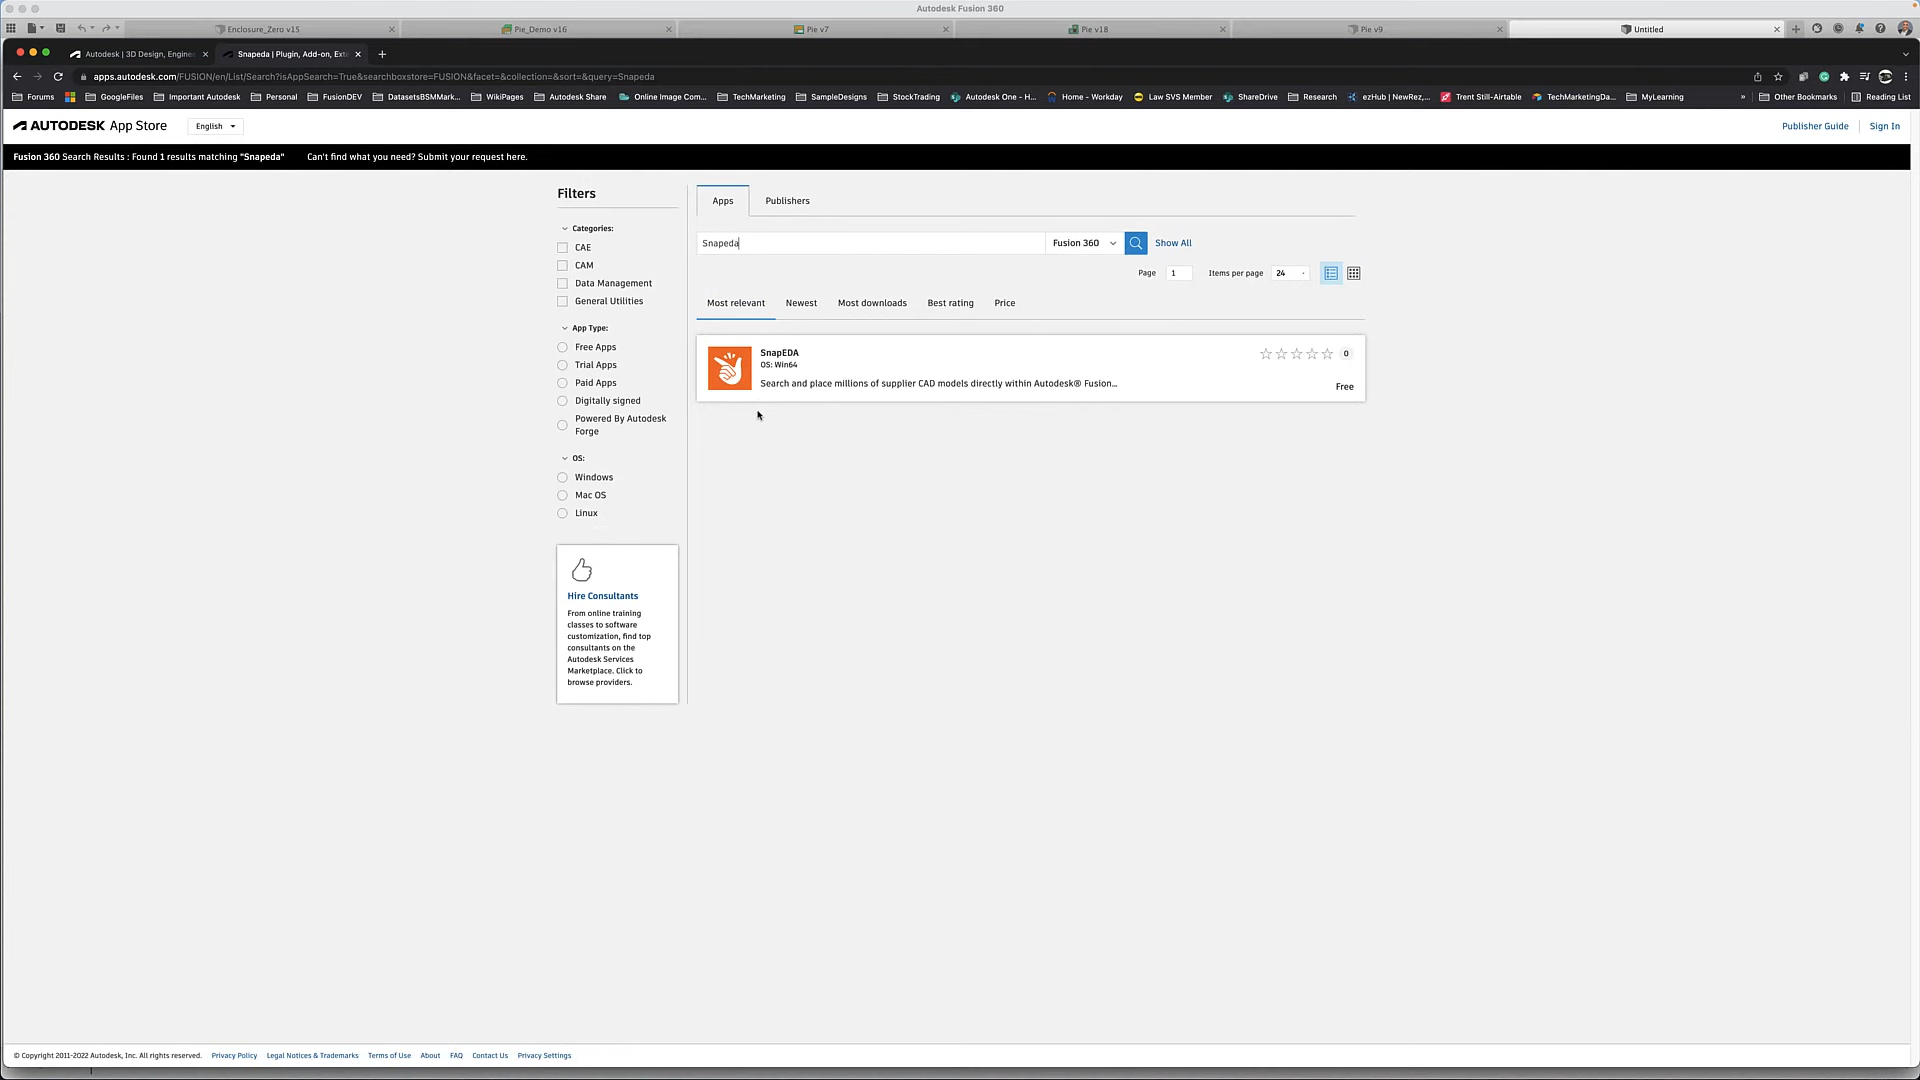 Autodesk Fusion 360
Enclosure_Zero v15
Pie_Demo v16
Pie v7
Pie v18
Pie v9
Untitled
Autodesk | 3D Design, Enginee
Snapeda | Plugin, Add-on, Ext
apps.autodesk.com/FUSION/en/List/Search?isAppSearch=True&searchboxstore=FUSION&facet=&collection=&sort=&query=Snapeda
Forums
GoogleFiles
Important Autodesk
Personal
FusionDEV
DatasetsBSMMark...
WikiPages
Autodesk Share
Online Image Com...
TechMarketing
SampleDesigns
StockTrading
Autodesk One - H...
Home - Workday
Law SVS Member
ShareDrive
Research
ezHub | NewRez,...
Trent Still-Airtable
TechMarketingDa...
MyLearning
»
Other Bookmarks
Reading List
AUTODESK App Store
English
Publisher Guide
Sign In
Fusion 360 Search Results : Found 1 results matching "Snapeda"
Can't find what you need? Submit your request here.
Filters
Categories:
CAE
CAM
Data Management
General Utilities
App Type:
Free Apps
Trial Apps
Paid Apps
Digitally signed
Powered By Autodesk
Forge
OS:
Windows
Mac OS
Linux
Hire Consultants
From online training
classes to software
customization, find top
consultants on the
Autodesk Services
Marketplace. Click to
browse providers.
Apps
Publishers
Snapeda
Fusion 360
Show All
Page 1
Items per page 24
Most relevant
Newest
Most downloads
Best rating
Price
SnapEDA
OS: Win64
Search and place millions of supplier CAD models directly within Autodesk® Fusion...
0
Free
© Copyright 2011-2022 Autodesk, Inc. All rights reserved.
Privacy Policy
Legal Notices & Trademarks
Terms of Use
About
FAQ
Contact Us
Privacy Settings